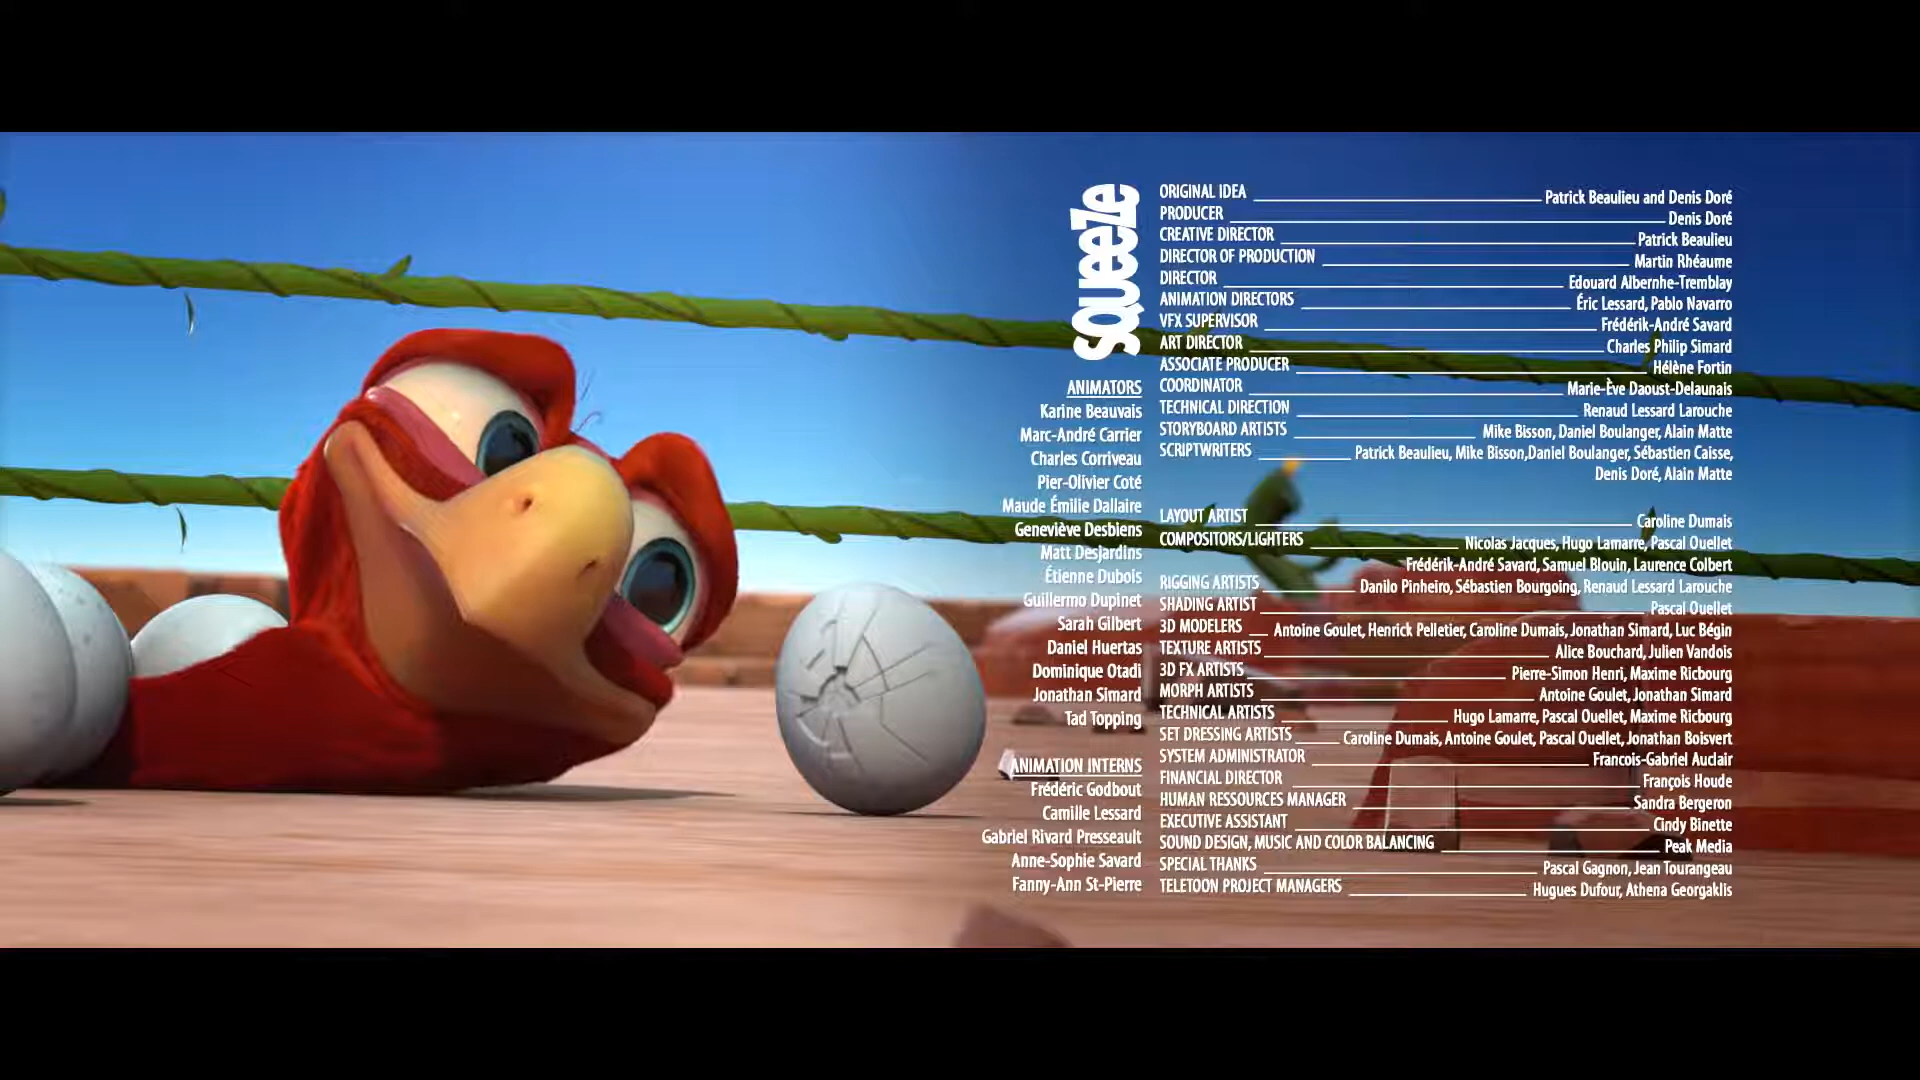 squeeze
ANIMATORS
Karine Beauvais
Marc-André Carrier
Charles Corriveau
Pier-Olivier Coté
Maude Émilie Dallaire
Geneviève Desbiens
Matt Desjardins
Étienne Dubois
Guillermo Dupinet
Sarah Gilbert
Daniel Huertas
Dominique Otadi
Jonathan Simard
Tad Topping
ANIMATION INTERNS
Frédéric Godbout
Camille Lessard
Gabriel Rivard Presseault
Anne-Sophie Savard
Fanny-Ann St-Pierre
ORIGINAL IDEA Patrick Beaulieu and Denis Doré
PRODUCER Denis Doré
CREATIVE DIRECTOR Patrick Beaulieu
DIRECTOR OF PRODUCTION Martin Rhéaume
DIRECTOR Edouard Albernhe-Tremblay
ANIMATION DIRECTORS Éric Lessard, Pablo Navarro
VFX SUPERVISOR Frédérik-André Savard
ART DIRECTOR Charles Philip Simard
ASSOCIATE PRODUCER Hélène Fortin
COORDINATOR Marie-Ève Daoust-Delaunais
TECHNICAL DIRECTION Renaud Lessard Larouche
STORYBOARD ARTISTS Mike Bisson, Daniel Boulanger, Alain Matte
SCRIPTWRITERS Patrick Beaulieu, Mike Bisson,Daniel Boulanger, Sébastien Caisse,
Denis Doré, Alain Matte
LAYOUT ARTIST Caroline Dumais
COMPOSITORS/LIGHTERS Nicolas Jacques, Hugo Lamarre, Pascal Ouellet
Frédérik-André Savard, Samuel Blouin, Laurence Colbert
RIGGING ARTISTS Danilo Pinheiro, Sébastien Bourgoing, Renaud Lessard Larouche
SHADING ARTIST Pascal Ouellet
3D MODELERS Antoine Goulet, Henrick Pelletier, Caroline Dumais, Jonathan Simard, Luc Bégin
TEXTURE ARTISTS Alice Bouchard, Julien Vandois
3D FX ARTISTS Pierre-Simon Henri, Maxime Ricbourg
MORPH ARTISTS Antoine Goulet, Jonathan Simard
TECHNICAL ARTISTS Hugo Lamarre, Pascal Ouellet, Maxime Ricbourg
SET DRESSING ARTISTS Caroline Dumais, Antoine Goulet, Pascal Ouellet, Jonathan Boisvert
SYSTEM ADMINISTRATOR Francois-Gabriel Auclair
FINANCIAL DIRECTOR François Houde
HUMAN RESSOURCES MANAGER Sandra Bergeron
EXECUTIVE ASSISTANT Cindy Binette
SOUND DESIGN, MUSIC AND COLOR BALANCING Peak Media
SPECIAL THANKS Pascal Gagnon, Jean Tourangeau
TELETOON PROJECT MANAGERS Hugues Dufour, Athena Georgaklis